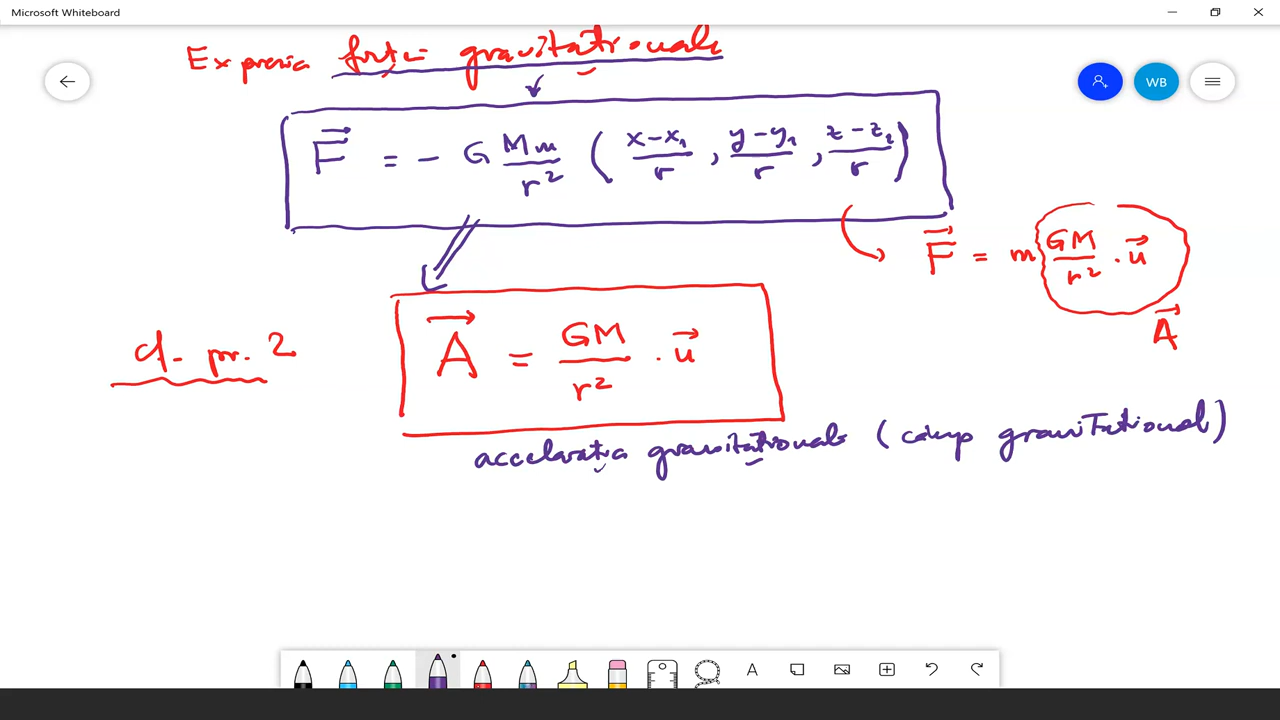 Microsoft Whiteboard
Expresia forței gravitaționale
WB
F⃗ = - G Mm/r² ( x-x₁/r , y-y₁/r , z-z₁/r )
F⃗ = m GM/r² · u⃗
A⃗
cf. pr. 2
A⃗ = GM/r² · u⃗
accelerația gravitațională (câmp gravitațional)
A